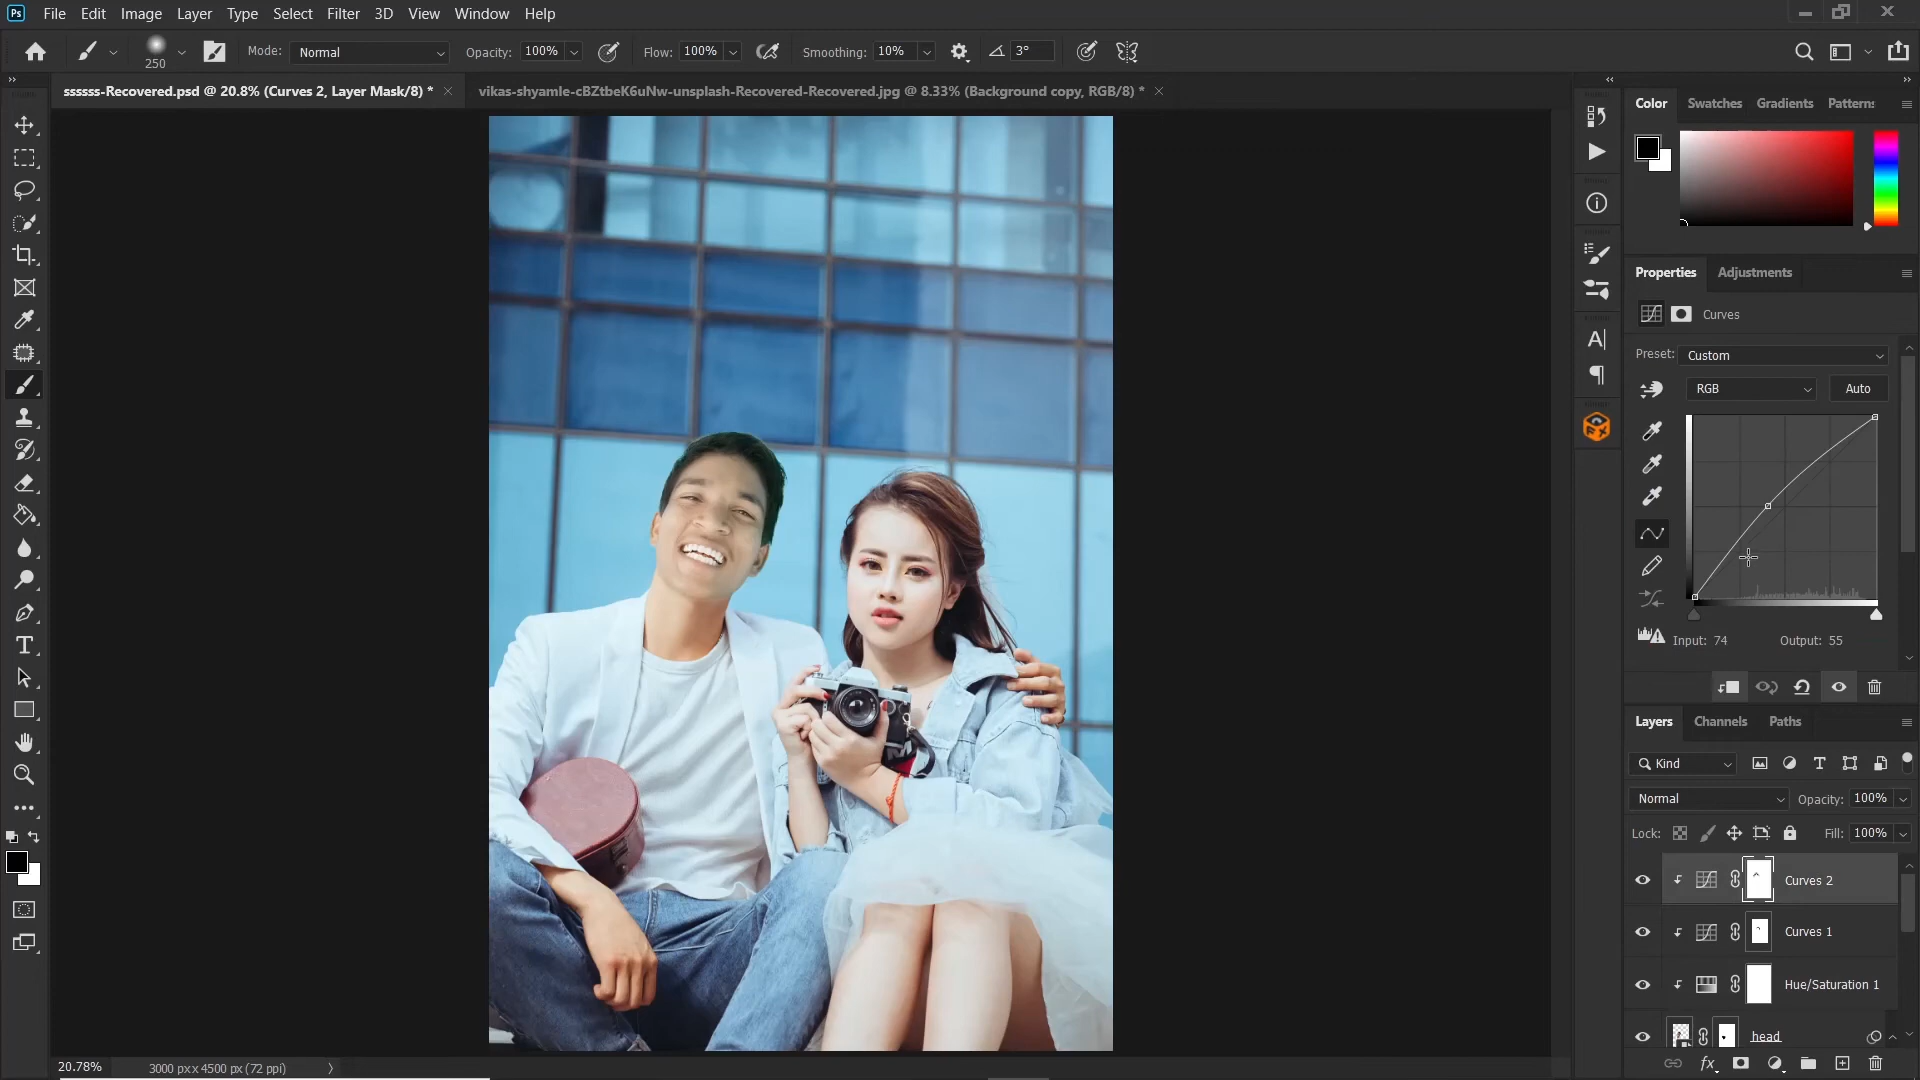 Ps File Edit Image Layer Type Select Filter 3D View Window Help
250 Mode: Normal Opacity: 100% Flow: 100% Smoothing: 10% 3°
ssssss-Recovered.psd @ 20.8% (Curves 2, Layer Mask/8) * vikas-shyamle-cBZtbeK6uNw-unsplash-Recovered-Recovered.jpg @ 8.33% (Background copy, RGB/8) *
Color Swatches Gradients Patterns
Properties Adjustments
Curves
Preset: Custom
RGB Auto
Input: 74 Output: 55
Layers Channels Paths
Kind
Normal Opacity: 100%
Lock: Fill: 100%
Curves 2
Curves 1
Hue/Saturation 1
head
fx
20.78% 3000 px x 4500 px (72 ppi)